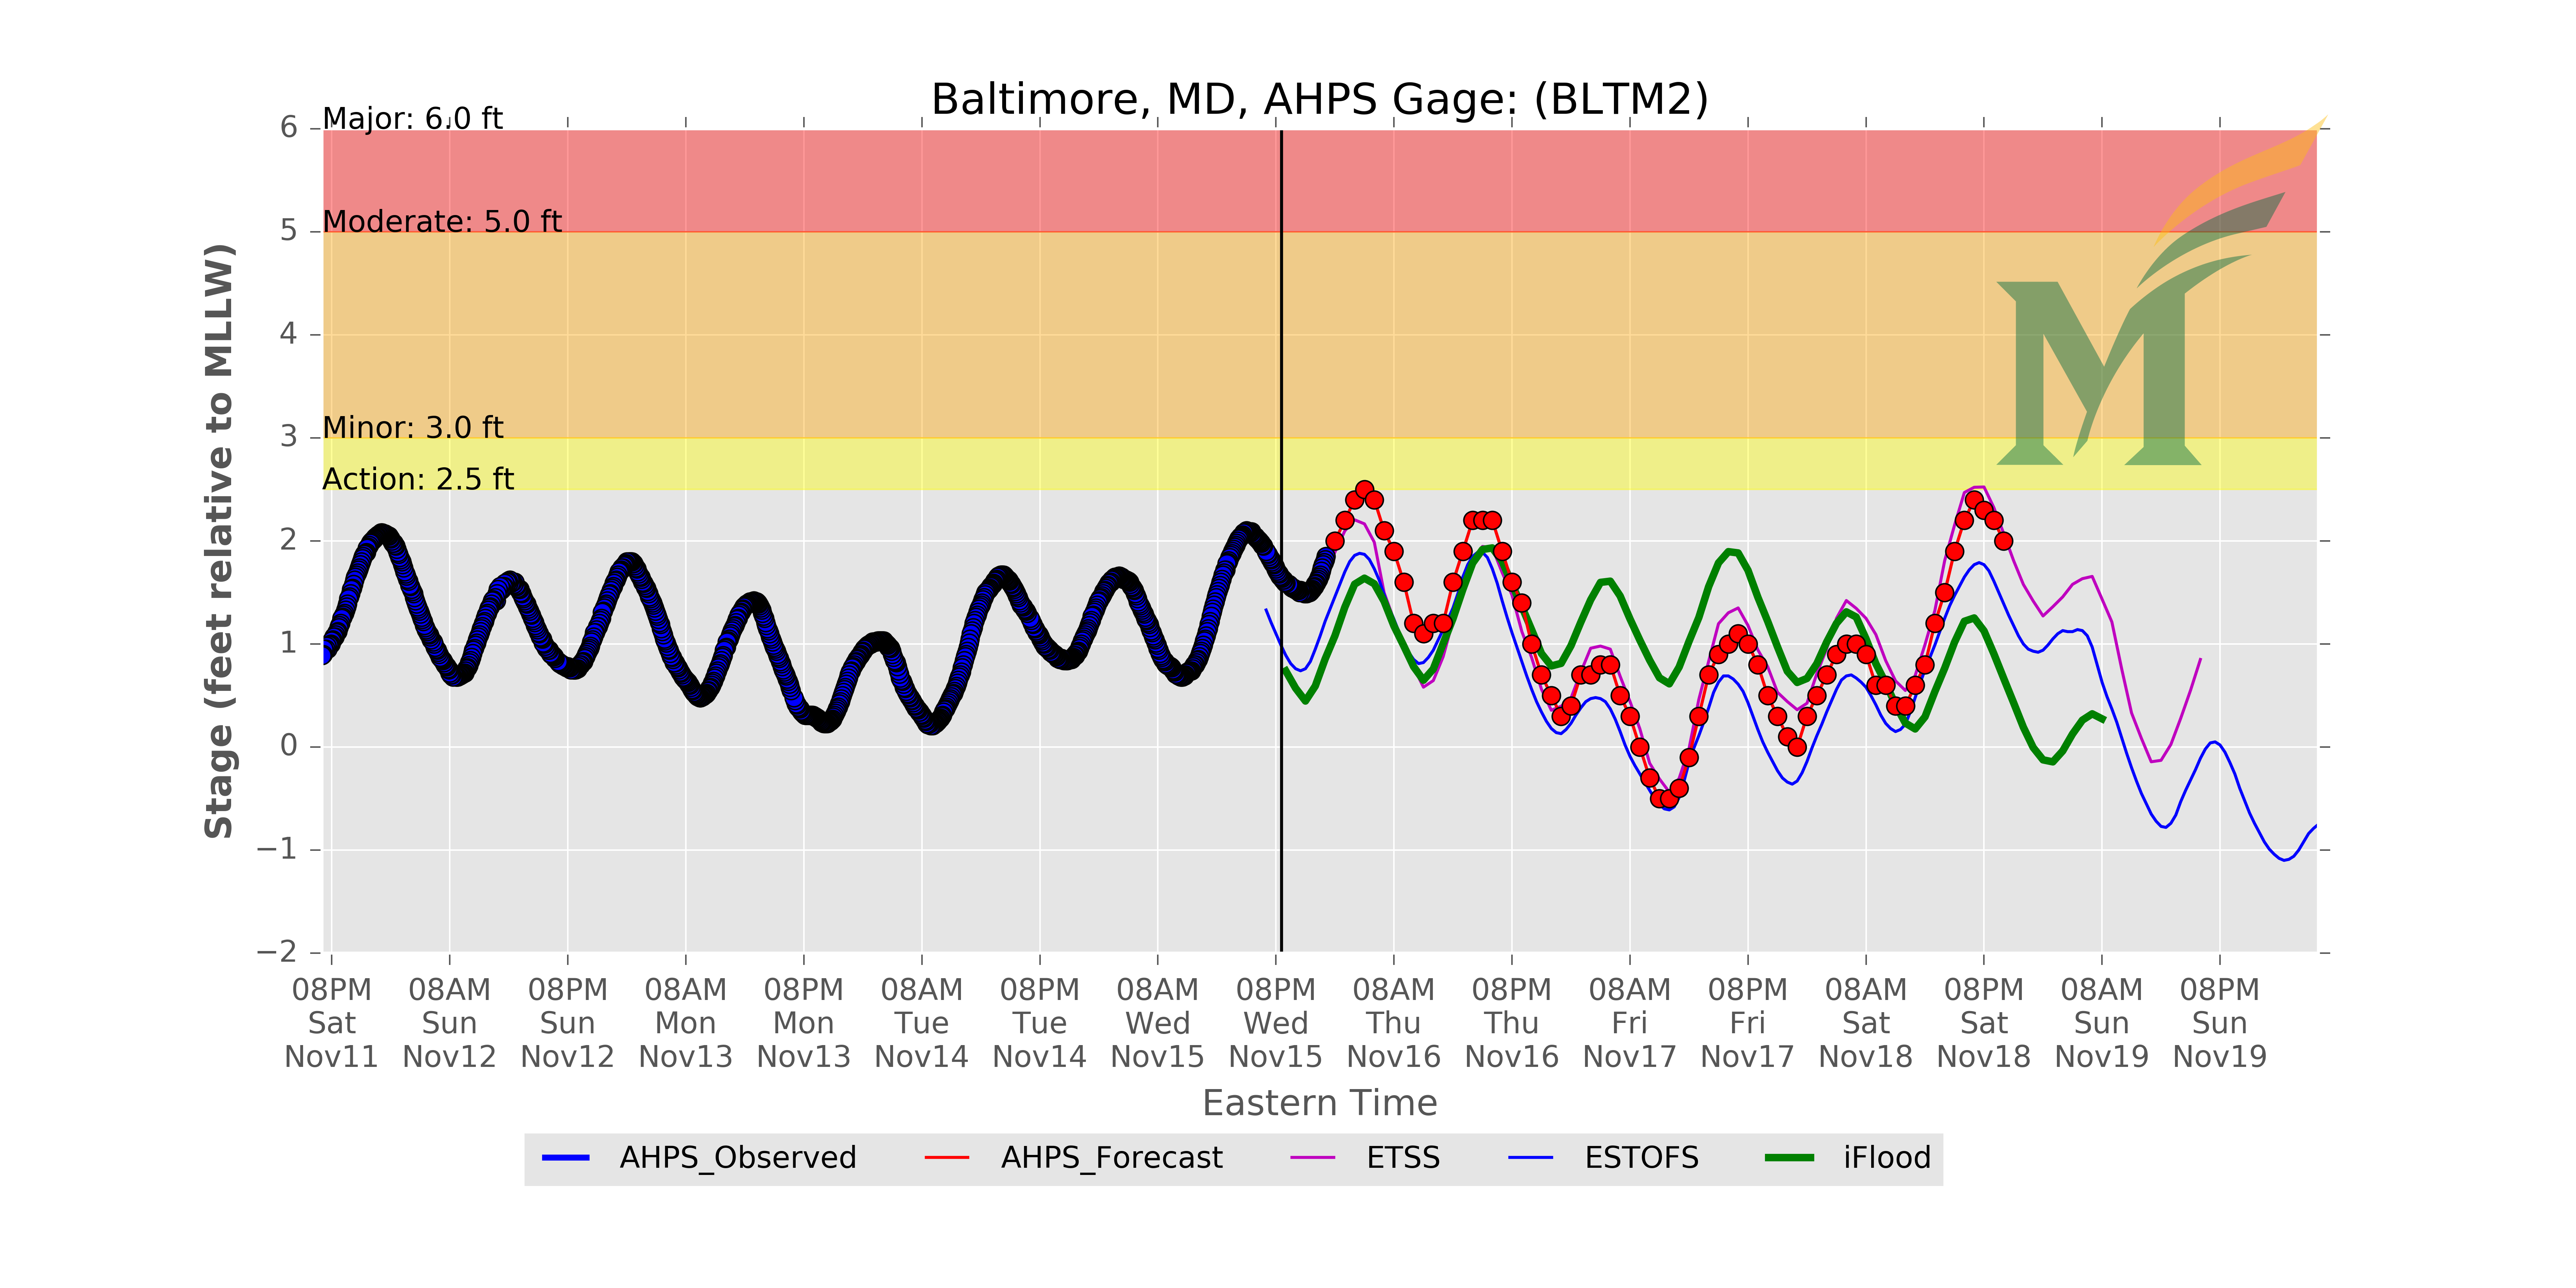 Baltimore, MD, AHPS Gage: (BLTM2)
Major: 6.0 ft
Moderate: 5.0 ft
Minor: 3.0 ft
Action: 2.5 ft
6
5
4
3
2
1
0
−1
−2
Stage (feet relative to MLLW)
08PM 08AM 08PM 08AM 08PM 08AM 08PM 08AM 08PM 08AM 08PM 08AM 08PM 08AM 08PM 08AM 08PM
Sat Sun Sun Mon Mon Tue Tue Wed Wed Thu Thu Fri Fri Sat Sat Sun Sun
Nov11 Nov12 Nov12 Nov13 Nov13 Nov14 Nov14 Nov15 Nov15 Nov16 Nov16 Nov17 Nov17 Nov18 Nov18 Nov19 Nov19
Eastern Time
AHPS_Observed AHPS_Forecast ETSS ESTOFS iFlood
M